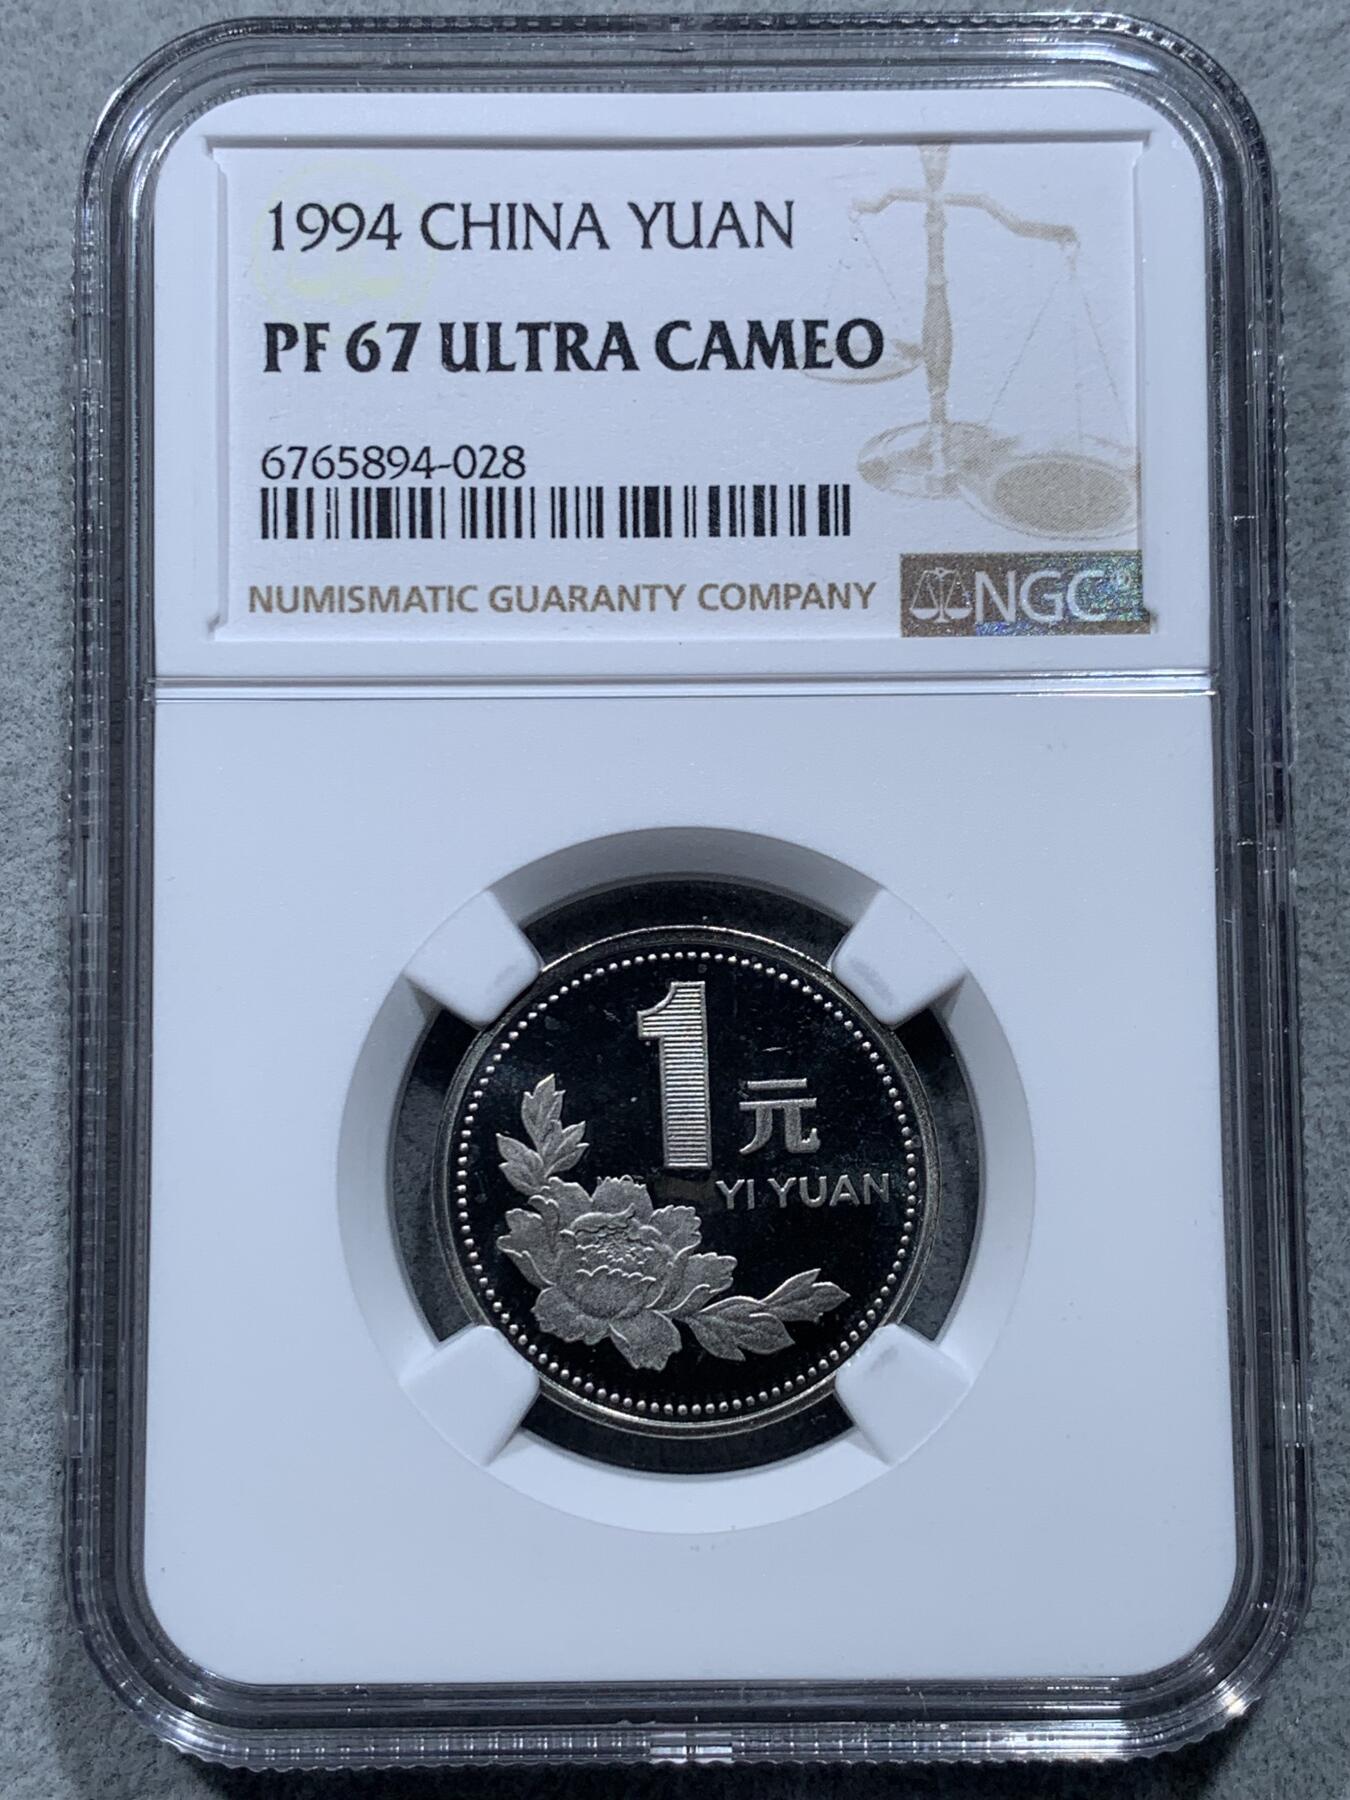 1994 CHINA YUAN
PF 67 ULTRA CAMEO
6765894-028
NUMISMATIC GUARANTY COMPANY
NGC®
1 元
YI YUAN